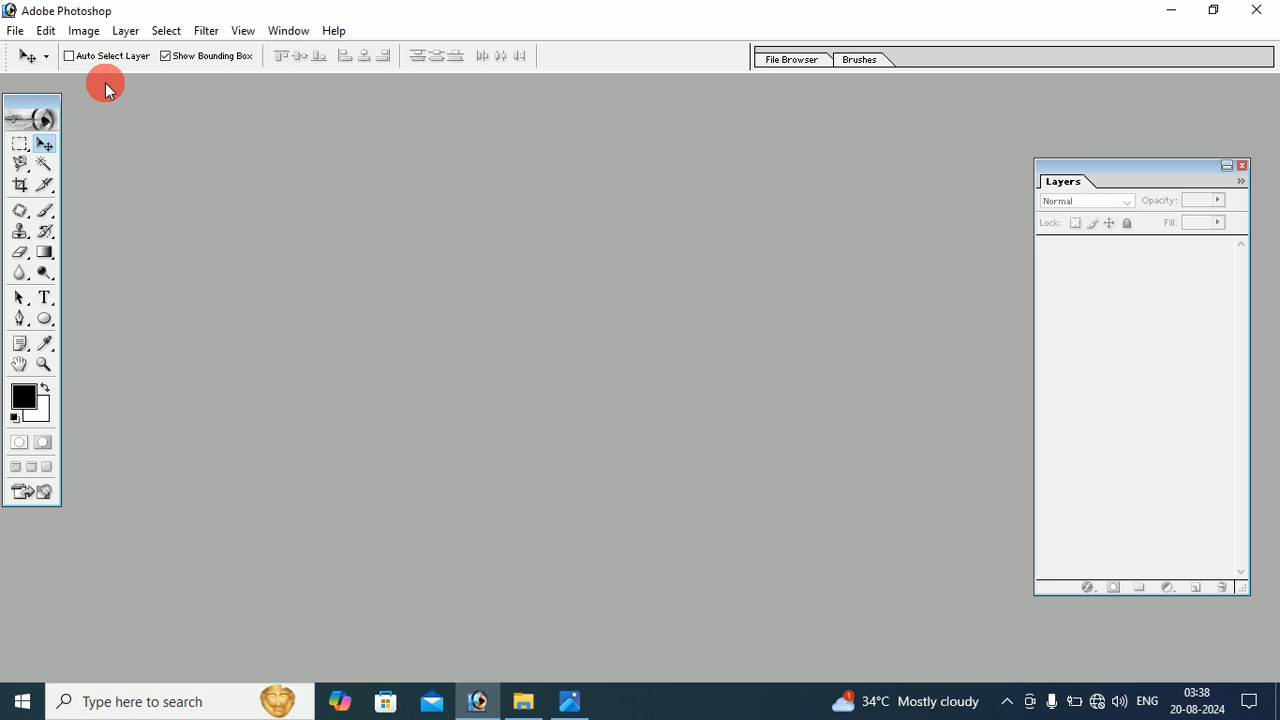 Adobe Photoshop
File Edit Image Layer Select Filter View Window Help
Auto Select Layer Show Bounding Box File Browser Brushes
Layers
Normal Opacity:
Lock: Fill:
T
Type here to search 1 34°C Mostly cloudy ENG 03:38
20-08-2024